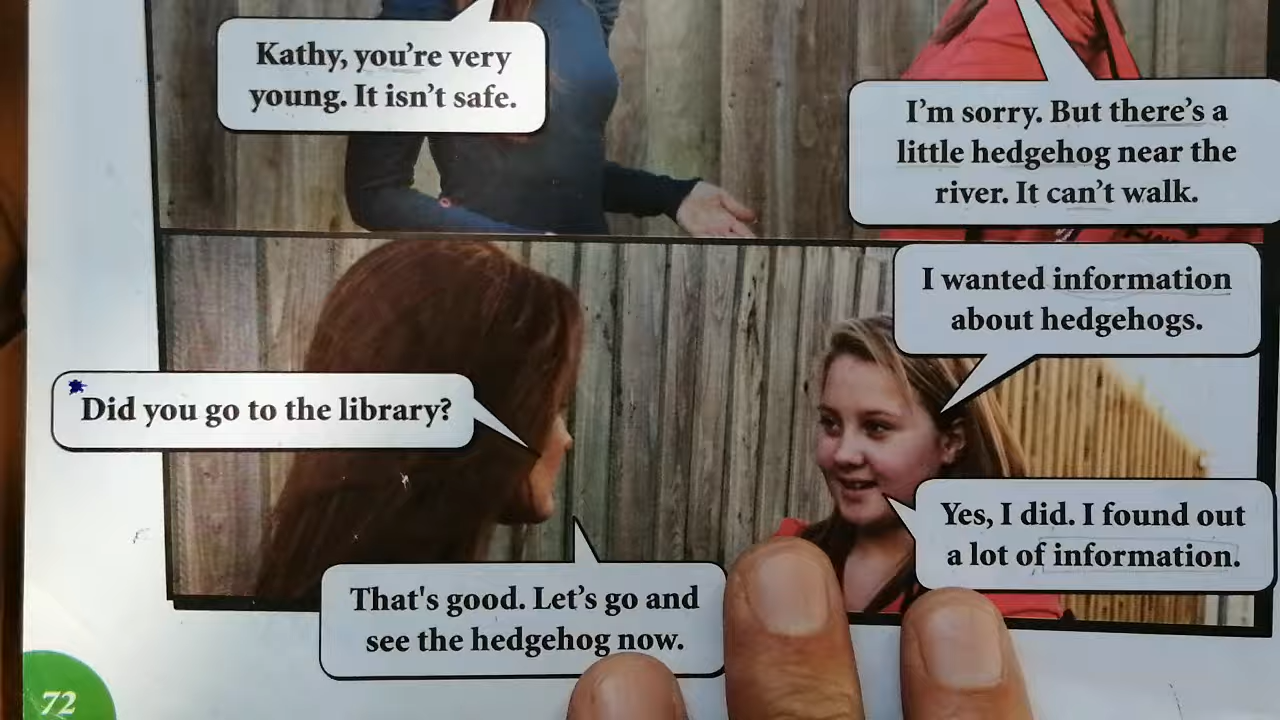 Kathy, you're very
young. It isn't safe.
I'm sorry. But there's a
little hedgehog near the
river. It can't walk.
I wanted information
about hedgehogs.
Did you go to the library?
Yes, I did. I found out
a lot of information.
That's good. Let's go and
see the hedgehog now.
72